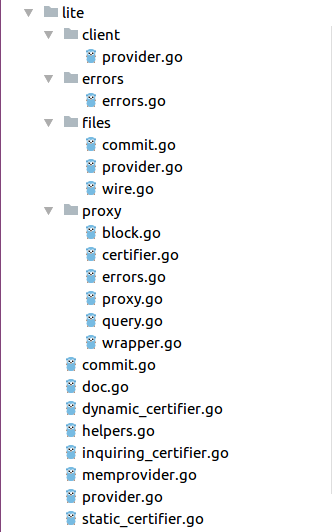 lite
client
provider.go
errors
errors.go
files
commit.go
provider.go
wire.go
proxy
block.go
certifier.go
errors.go
proxy.go
query.go
wrapper.go
commit.go
doc.go
dynamic_certifier.go
helpers.go
inquiring_certifier.go
memprovider.go
provider.go
static_certifier.go